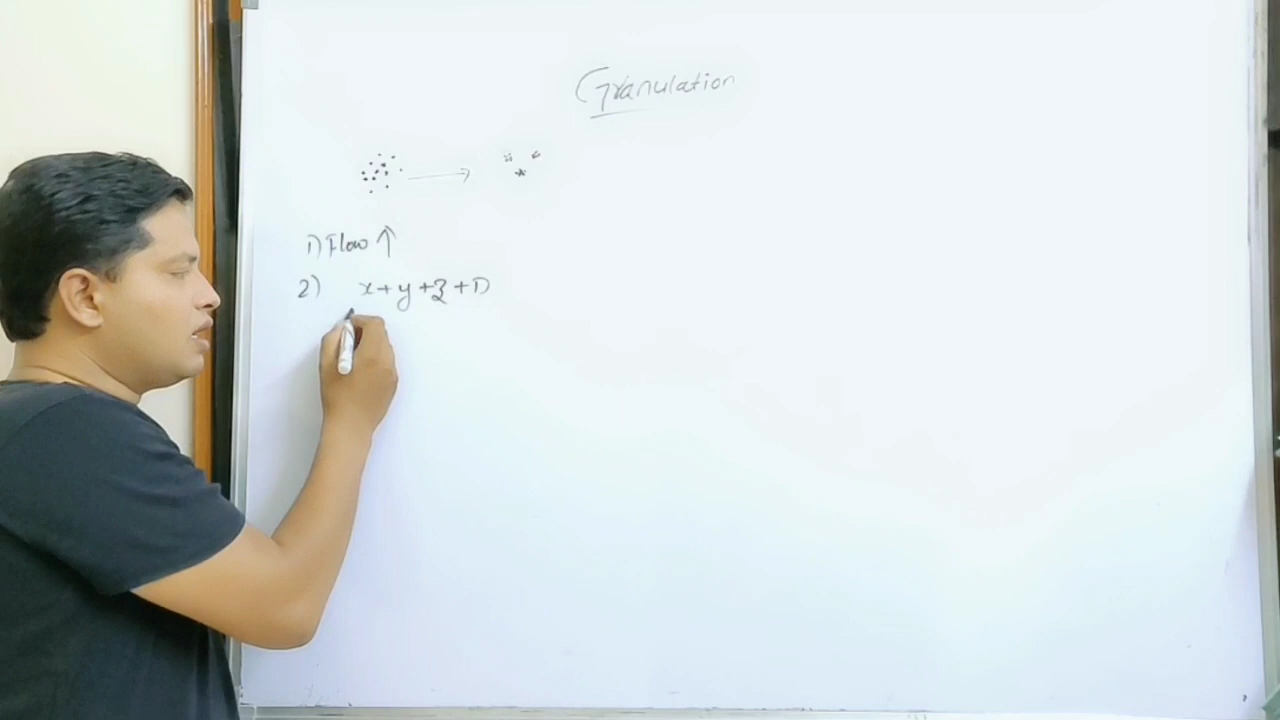 Granulation
1) Flow ↑
2) x+y+z+D